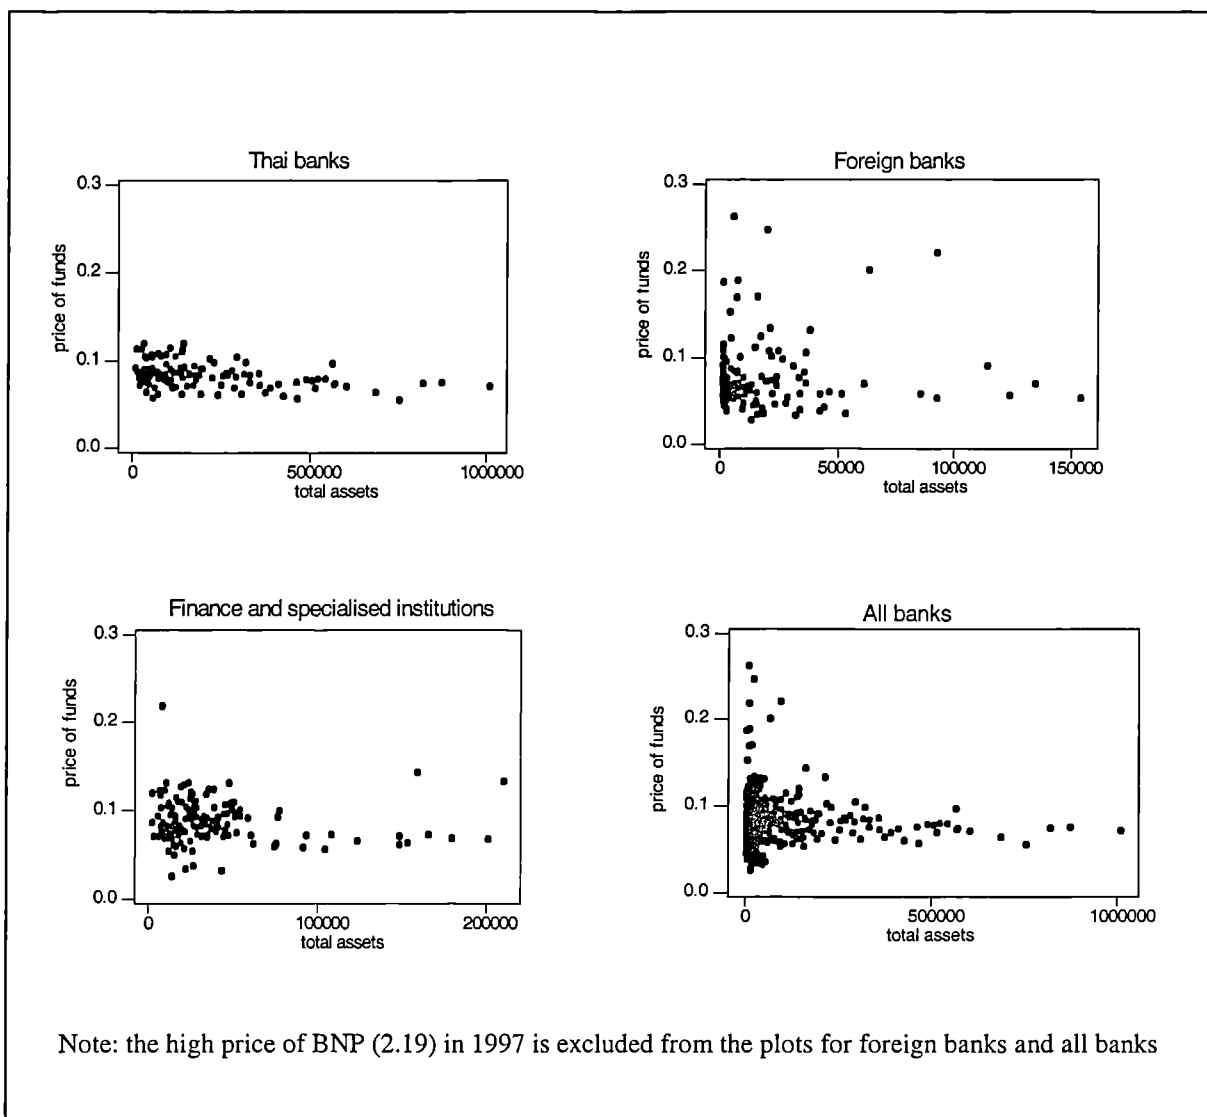 Thai banks
0.3
0.2
0.1
0.0
price of funds
0
500000
1000000
total assets
Foreign banks
0.3
0.2
0.1
0.0
price of funds
0
50000
100000
150000
total assets
Finance and specialised institutions
0.3
0.2
0.1
0.0
price of funds
0
100000
200000
total assets
All banks
0.3
0.2
0.1
0.0
price of funds
0
500000
1000000
total assets
Note: the high price of BNP (2.19) in 1997 is excluded from the plots for foreign banks and all banks